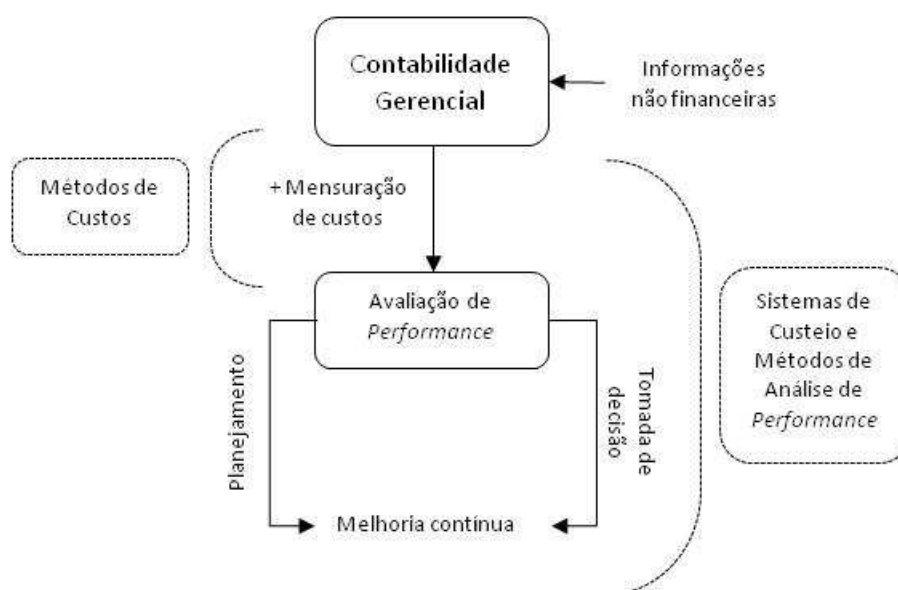 Contabilidade
Gerencial
Informações
não financeiras
Métodos de
Custos
+ Mensuração
de custos
Avaliação de
Performance
Sistemas de
Custeio e
Métodos de
Análise de
Performance
Planejamento
Tomada de
decisão
Melhoria contínua